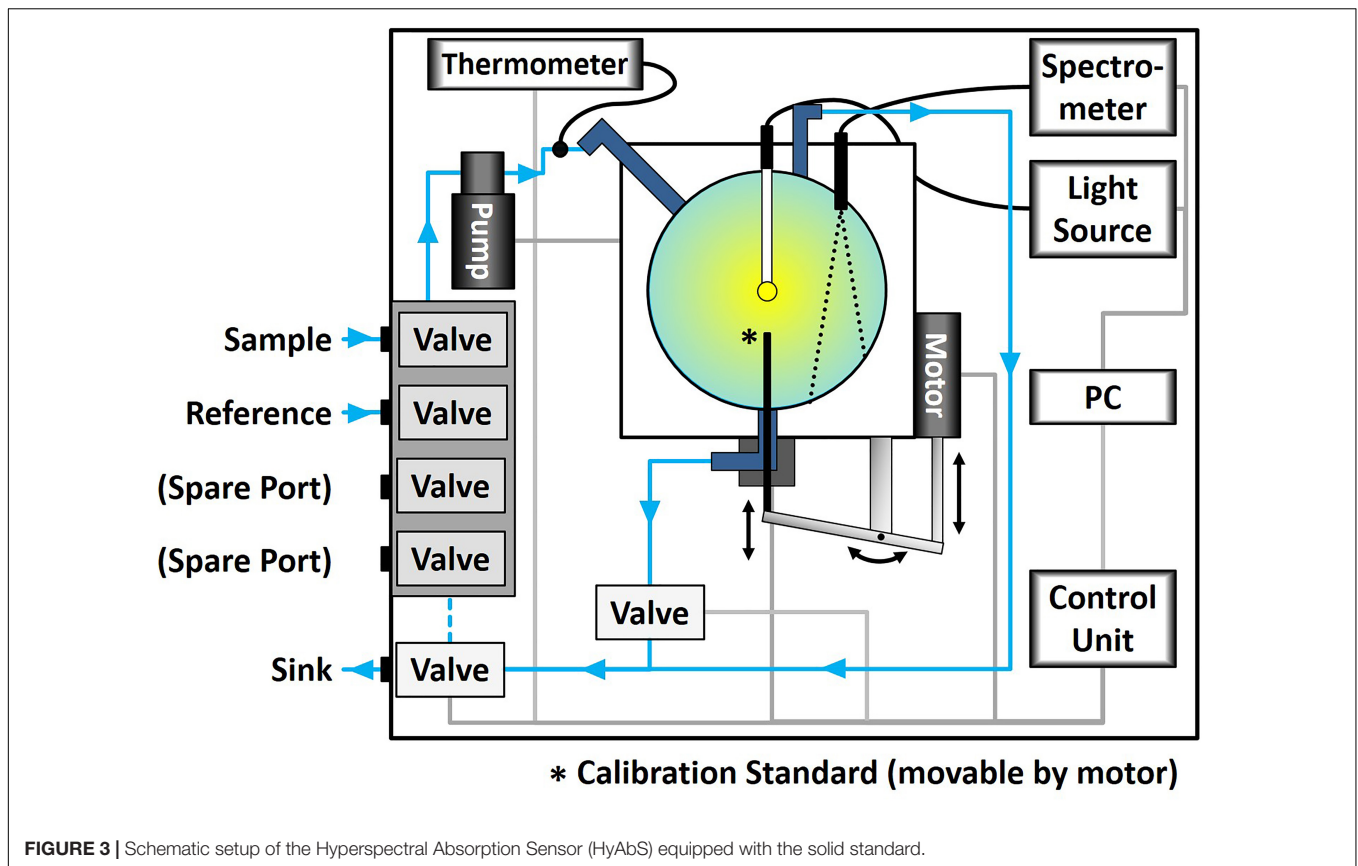 Thermometer
Spectro-
meter
Light
Source
Pump
Sample
Valve
*
Motor
Reference
Valve
PC
(Spare Port)
Valve
(Spare Port)
Valve
Valve
Control
Unit
Sink
Valve
* Calibration Standard (movable by motor)
FIGURE 3 | Schematic setup of the Hyperspectral Absorption Sensor (HyAbS) equipped with the solid standard.